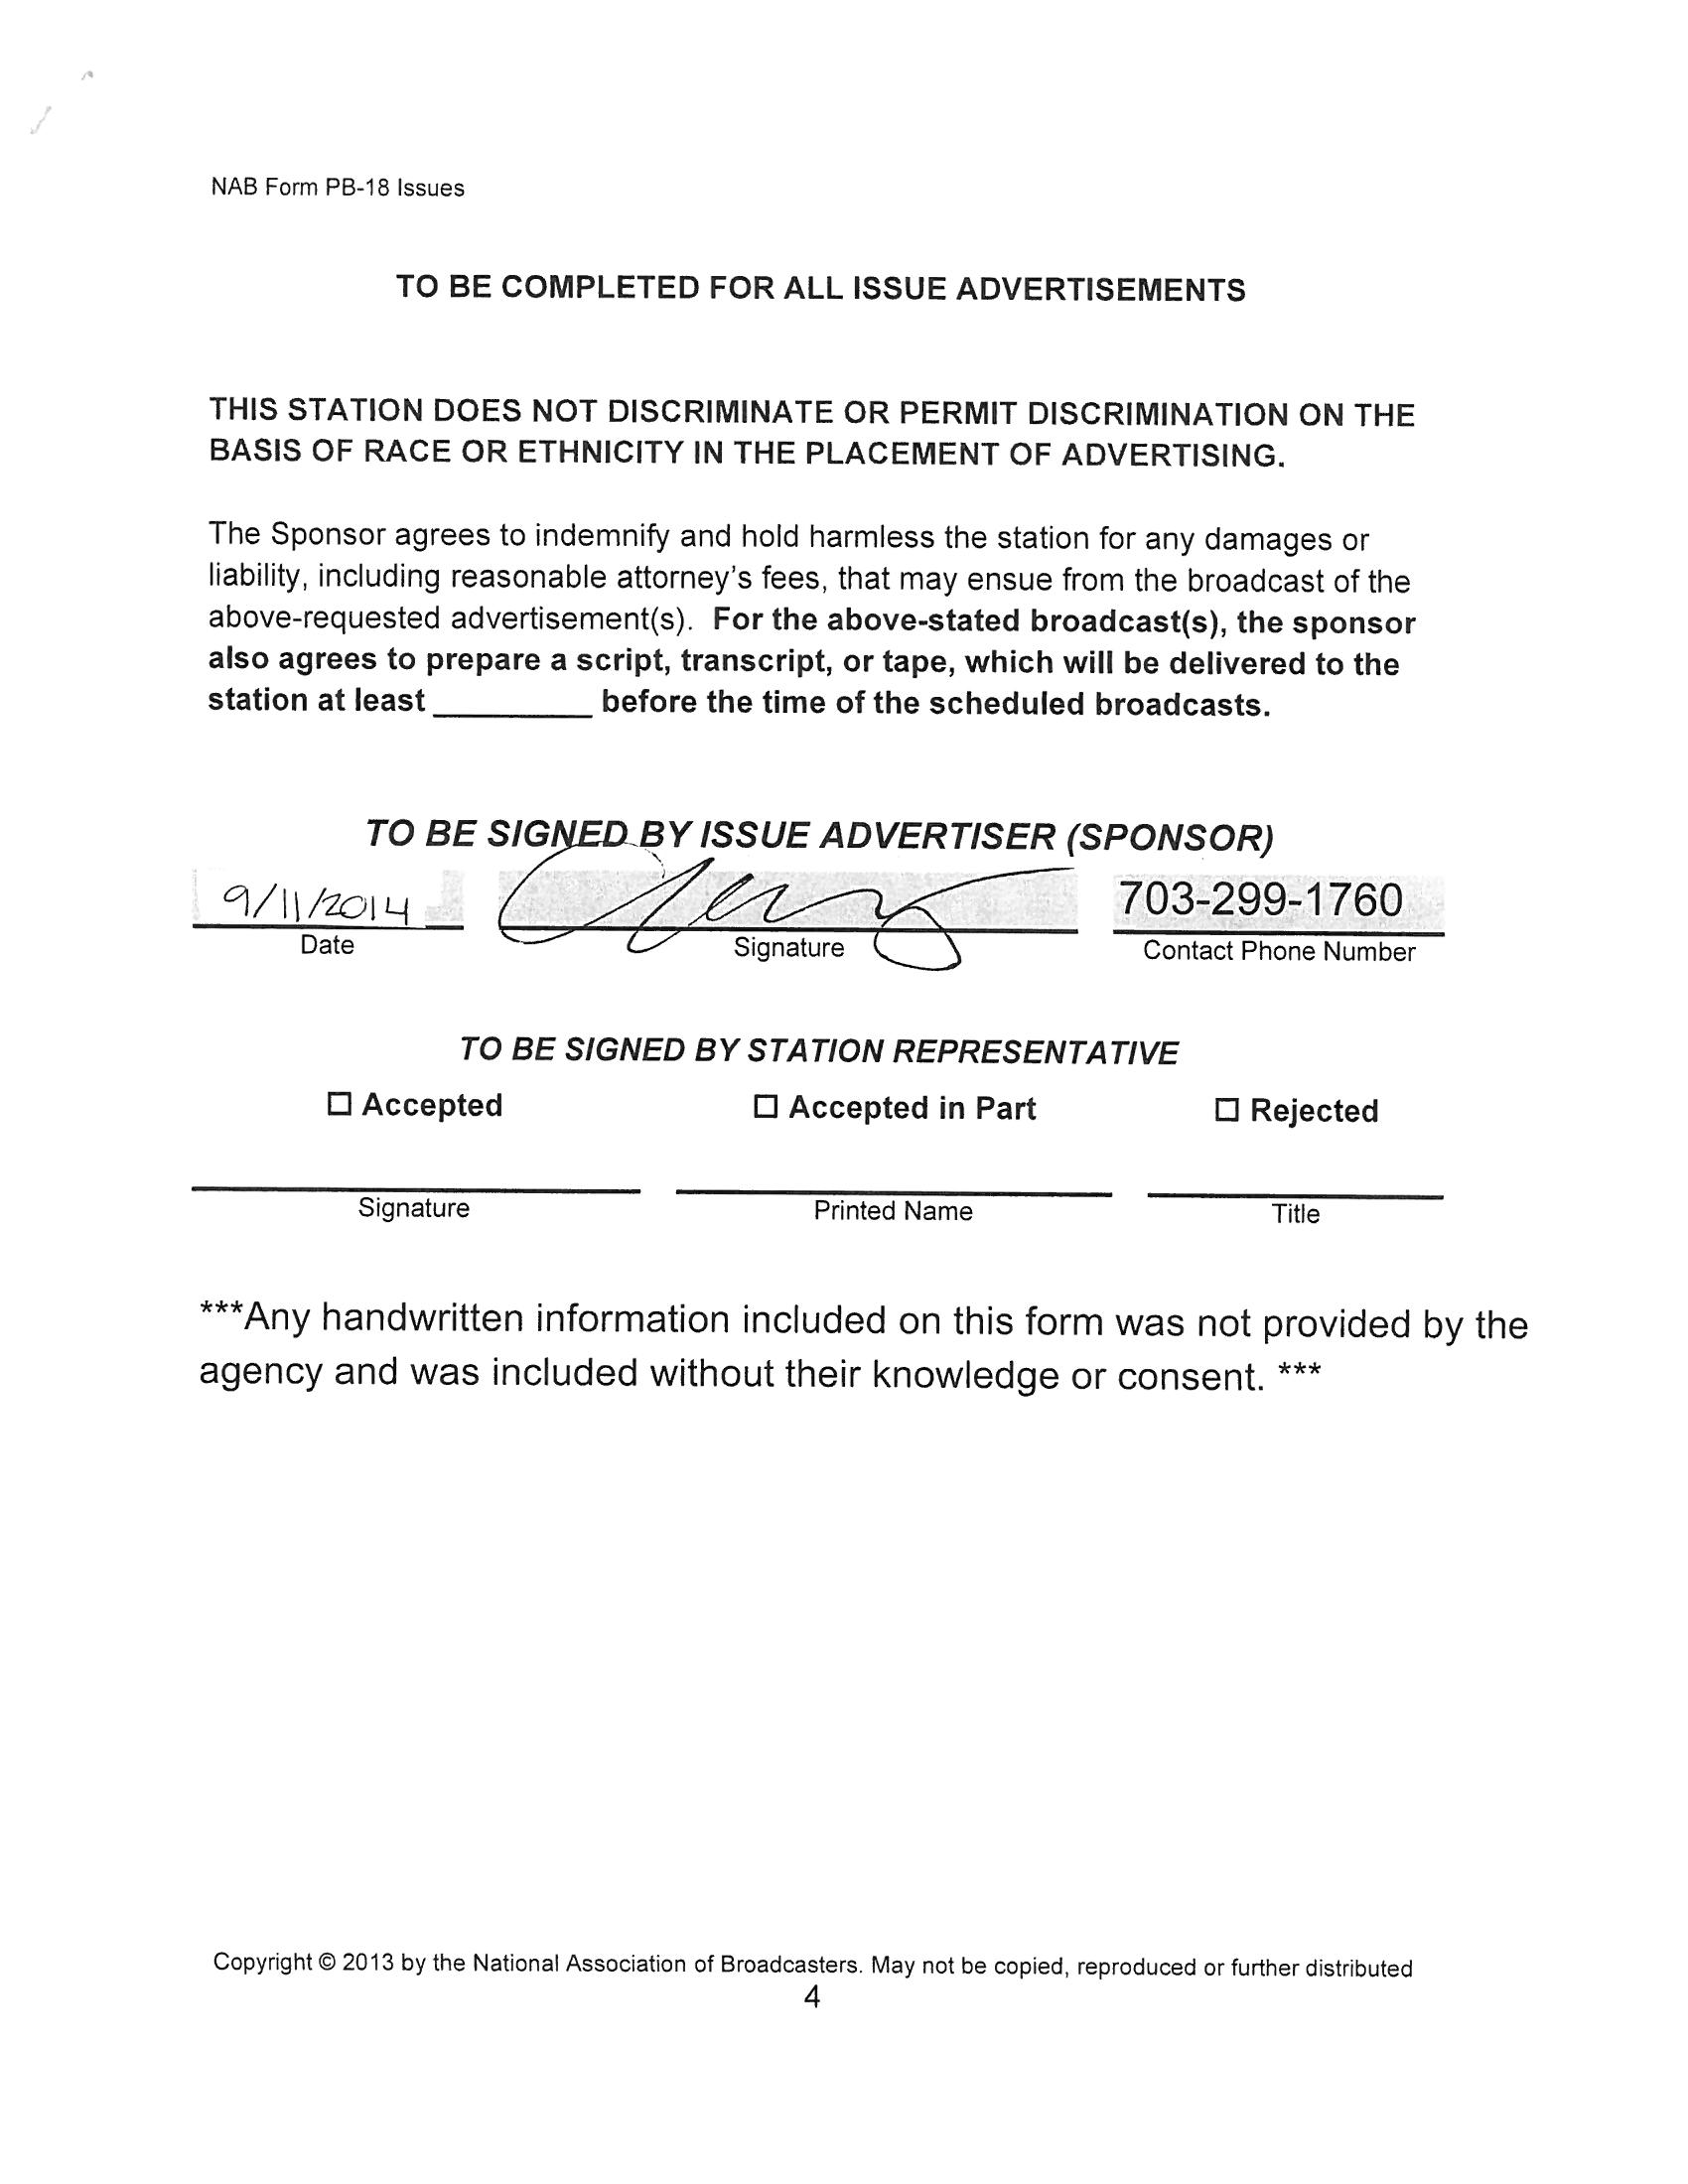 NAB Form PB-18 Issues
TO BE COMPLETED FOR ALL ISSUE ADVERTISEMENTS
THIS STATION DOES NOT DISCRIMINATE OR PERMIT DISCRIMINATION ON THE
BASIS OF RACE OR ETHNICITY IN THE PLACEMENT OF ADVERTISING.
The Sponsor agrees to indemnify and hold harmless the station for any damages or
liability, including reasonable attorney's fees, that may ensue from the broadcast of the
above-requested advertisement(s). For the above-stated broadcast(s), the sponsor
also agrees to prepare a script, transcript, or tape, which will be delivered to the
station at least __________ before the time of the scheduled broadcasts.
TO BE SIGNED BY ISSUE ADVERTISER (SPONSOR)
9/11/2014 703-299-1760
Date Signature Contact Phone Number
TO BE SIGNED BY STATION REPRESENTATIVE
☐ Accepted ☐ Accepted in Part ☐ Rejected
Signature Printed Name Title
***Any handwritten information included on this form was not provided by the
agency and was included without their knowledge or consent. ***
Copyright © 2013 by the National Association of Broadcasters. May not be copied, reproduced or further distributed
4